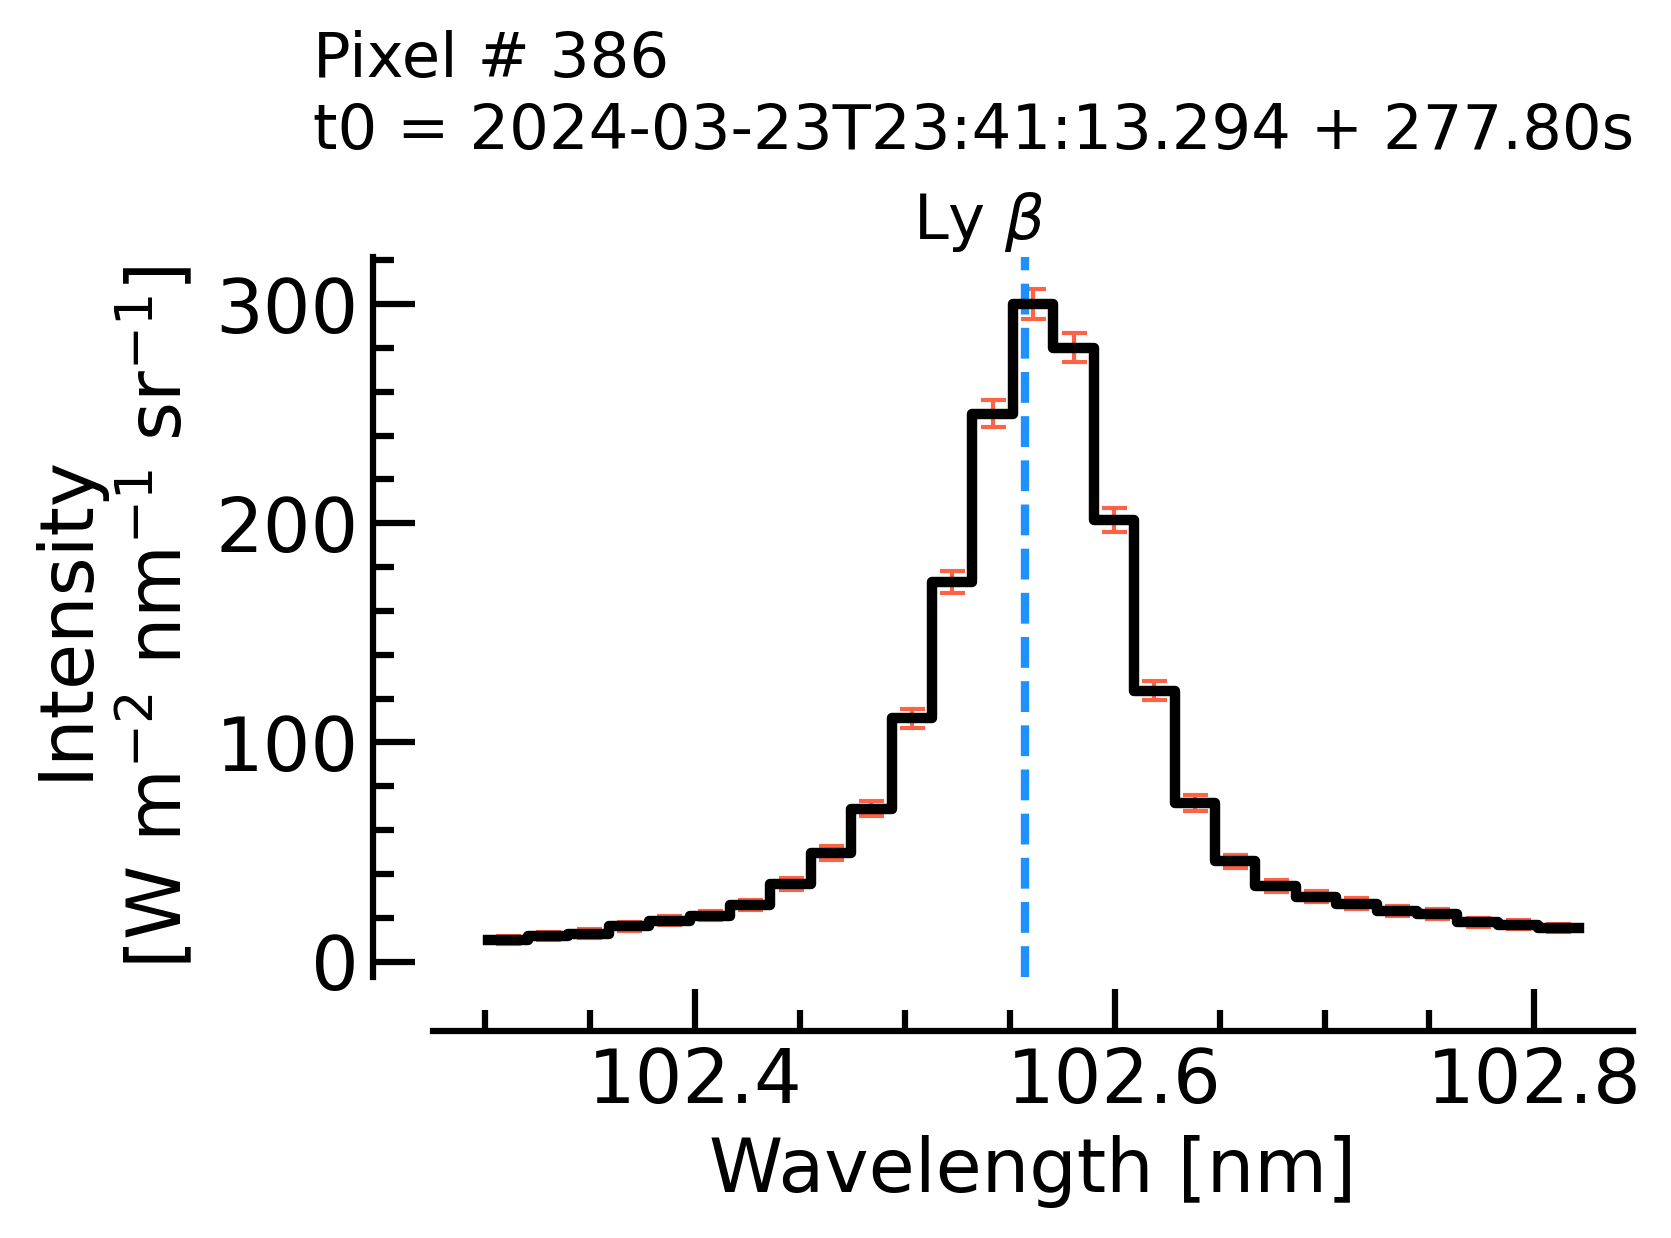 Pixel # 386
t0 = 2024-03-23T23:41:13.294 + 277.80s
Ly β
Intensity
[W m⁻² nm⁻¹ sr⁻¹]
300
200
100
0
102.4 102.6 102.8
Wavelength [nm]